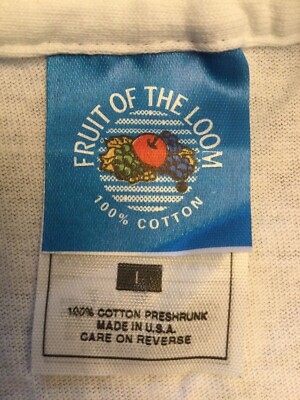 FRUIT OF THE LOOM
100% COTTON
L
100% COTTON PRESHRUNK
MADE IN U.S.A.
CARE ON REVERSE